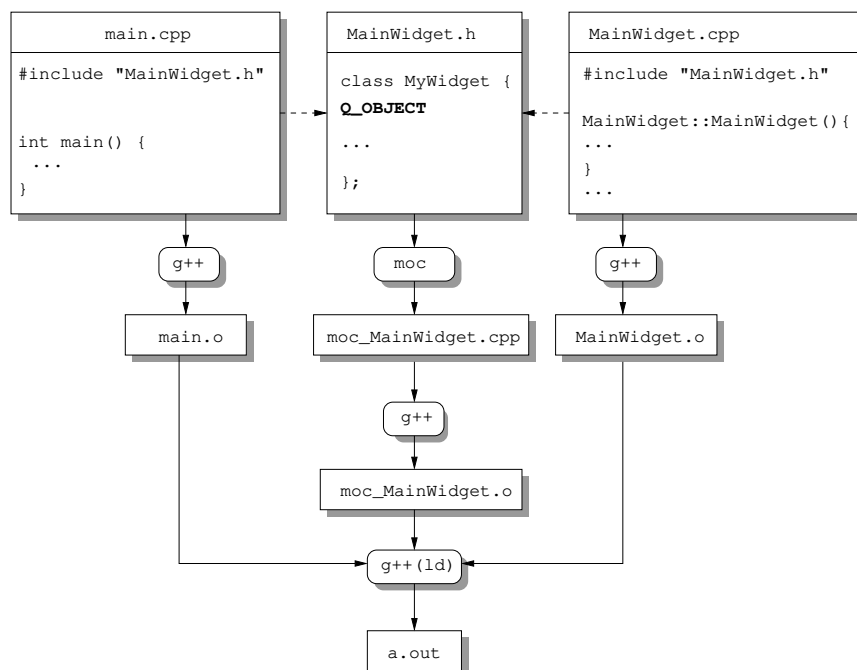 main.cpp
#include "MainWidget.h"
int main() {
...
}
MainWidget.h
class MyWidget {
Q_OBJECT
...
};
MainWidget.cpp
#include "MainWidget.h"
MainWidget::MainWidget(){
...
}
...
g++
moc
g++
main.o
moc_MainWidget.cpp
MainWidget.o
g++
moc_MainWidget.o
g++(ld)
a.out